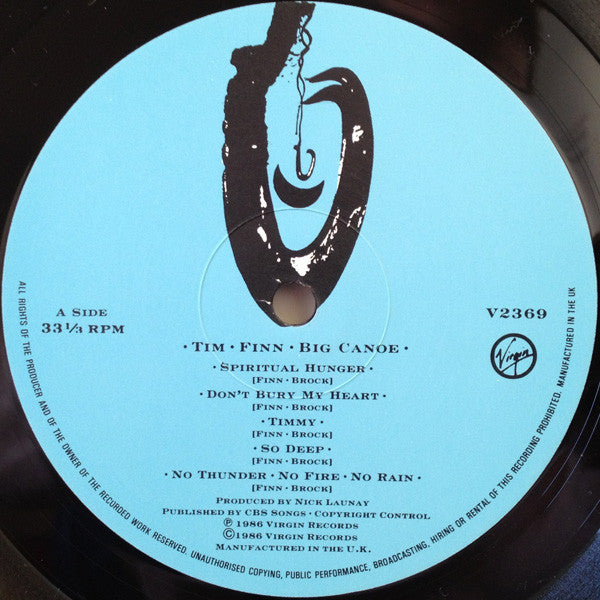 A Side
33⅓ RPM
V2369
Virgin
· Tim · Finn · Big Canoe ·
· Spiritual Hunger ·
[Finn · Brock]
· Don't Bury My Heart ·
[Finn · Brock]
· Timmy ·
[Finn · Brock]
· So Deep ·
[Finn · Brock]
· No Thunder · No Fire · No Rain ·
[Finn · Brock]
Produced by Nick Launay
Published by CBS Songs · Copyright Control
℗ 1986 Virgin Records
© 1986 Virgin Records
Manufactured in the U.K.
ALL RIGHTS OF THE PRODUCER AND OF THE OWNER OF THE RECORDED WORK RESERVED. UNAUTHORISED COPYING, PUBLIC PERFORMANCE, BROADCASTING, HIRING OR RENTAL OF THIS RECORDING PROHIBITED. MANUFACTURED IN THE UK